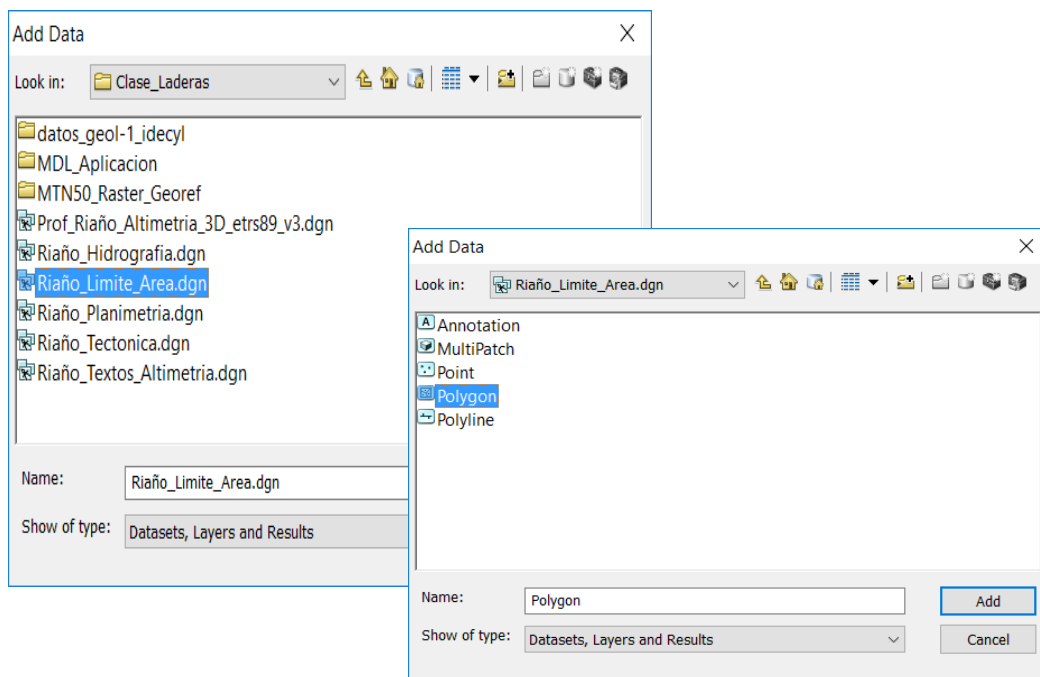 Add Data
Look in: Clase_Laderas
datos_geol-1_idecyl
MDL_Aplicacion
MTN50_Raster_Georef
Prof_Riaño_Altimetria_3D_etrs89_v3.dgn
Riaño_Hidrografia.dgn
Riaño_Limite_Area.dgn
Riaño_Planimetria.dgn
Riaño_Tectonica.dgn
Riaño_Textos_Altimetria.dgn
Name: Riaño_Limite_Area.dgn
Show of type: Datasets, Layers and Results
Add Data
Look in: Riaño_Limite_Area.dgn
A Annotation
MultiPatch
Point
Polygon
Polyline
Name: Polygon
Add
Show of type: Datasets, Layers and Results
Cancel